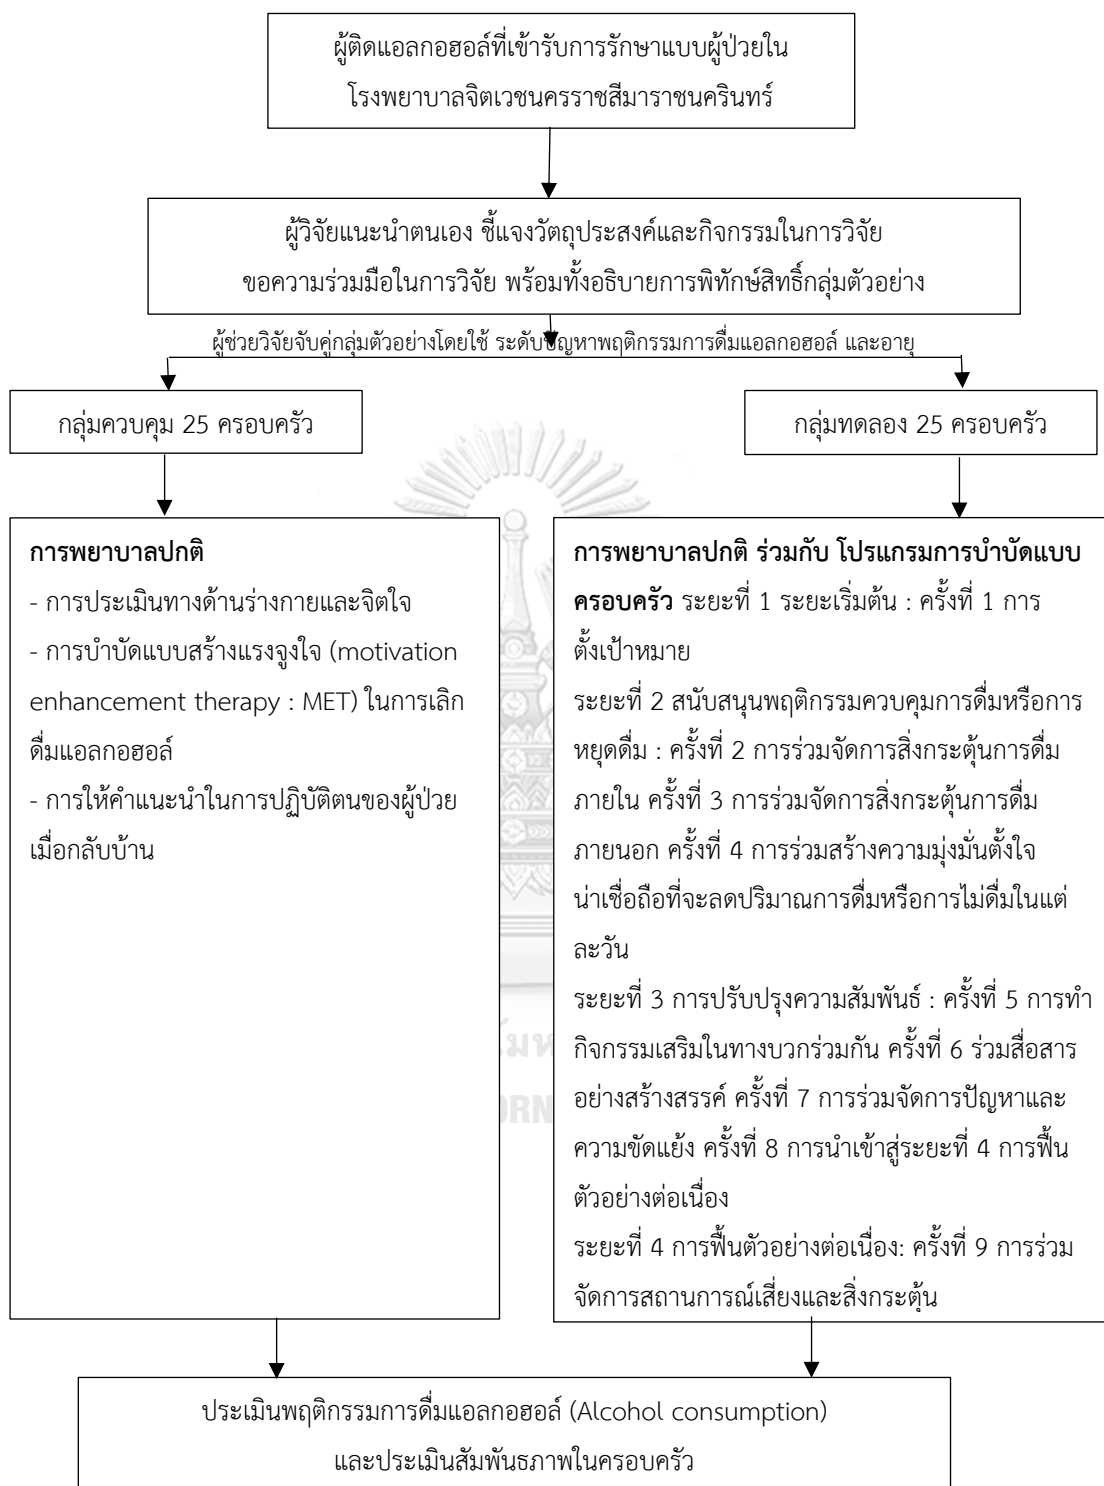 ผู้ติดแอลกอฮอล์ที่เข้ารับการรักษาแบบผู้ป่วยใน
โรงพยาบาลจิตเวชนครราชสีมาราชนครินทร์
ผู้วิจัยแนะนำตนเอง ชี้แจงวัตถุประสงค์และกิจกรรมในการวิจัย
ขอความร่วมมือในการวิจัย พร้อมทั้งอธิบายการพิทักษ์สิทธิ์กลุ่มตัวอย่าง
ผู้ช่วยวิจัยจับคู่กลุ่มตัวอย่างโดยใช้ ระดับปัญหาพฤติกรรมการดื่มแอลกอฮอล์ และอายุ
กลุ่มควบคุม 25 ครอบครัว
กลุ่มทดลอง 25 ครอบครัว
การพยาบาลปกติ
- การประเมินทางด้านร่างกายและจิตใจ
- การบำบัดแบบสร้างแรงจูงใจ (motivation
enhancement therapy : MET) ในการเลิก
ดื่มแอลกอฮอล์
- การให้คำแนะนำในการปฏิบัติตนของผู้ป่วย
เมื่อกลับบ้าน
การพยาบาลปกติ ร่วมกับ โปรแกรมการบำบัดแบบ
ครอบครัว ระยะที่ 1 ระยะเริ่มต้น : ครั้งที่ 1 การ
ตั้งเป้าหมาย
ระยะที่ 2 สนับสนุนพฤติกรรมควบคุมการดื่มหรือการ
หยุดดื่ม : ครั้งที่ 2 การร่วมจัดการสิ่งกระตุ้นการดื่ม
ภายใน ครั้งที่ 3 การร่วมจัดการสิ่งกระตุ้นการดื่ม
ภายนอก ครั้งที่ 4 การร่วมสร้างความมุ่งมั่นตั้งใจ
น่าเชื่อถือที่จะลดปริมาณการดื่มหรือการไม่ดื่มในแต่
ละวัน
ระยะที่ 3 การปรับปรุงความสัมพันธ์ : ครั้งที่ 5 การทำ
กิจกรรมเสริมในทางบวกร่วมกัน ครั้งที่ 6 ร่วมสื่อสาร
อย่างสร้างสรรค์ ครั้งที่ 7 การร่วมจัดการปัญหาและ
ความขัดแย้ง ครั้งที่ 8 การนำเข้าสู่ระยะที่ 4 การฟื้น
ตัวอย่างต่อเนื่อง
ระยะที่ 4 การฟื้นตัวอย่างต่อเนื่อง: ครั้งที่ 9 การร่วม
จัดการสถานการณ์เสี่ยงและสิ่งกระตุ้น
ประเมินพฤติกรรมการดื่มแอลกอฮอล์ (Alcohol consumption)
และประเมินสัมพันธภาพในครอบครัว